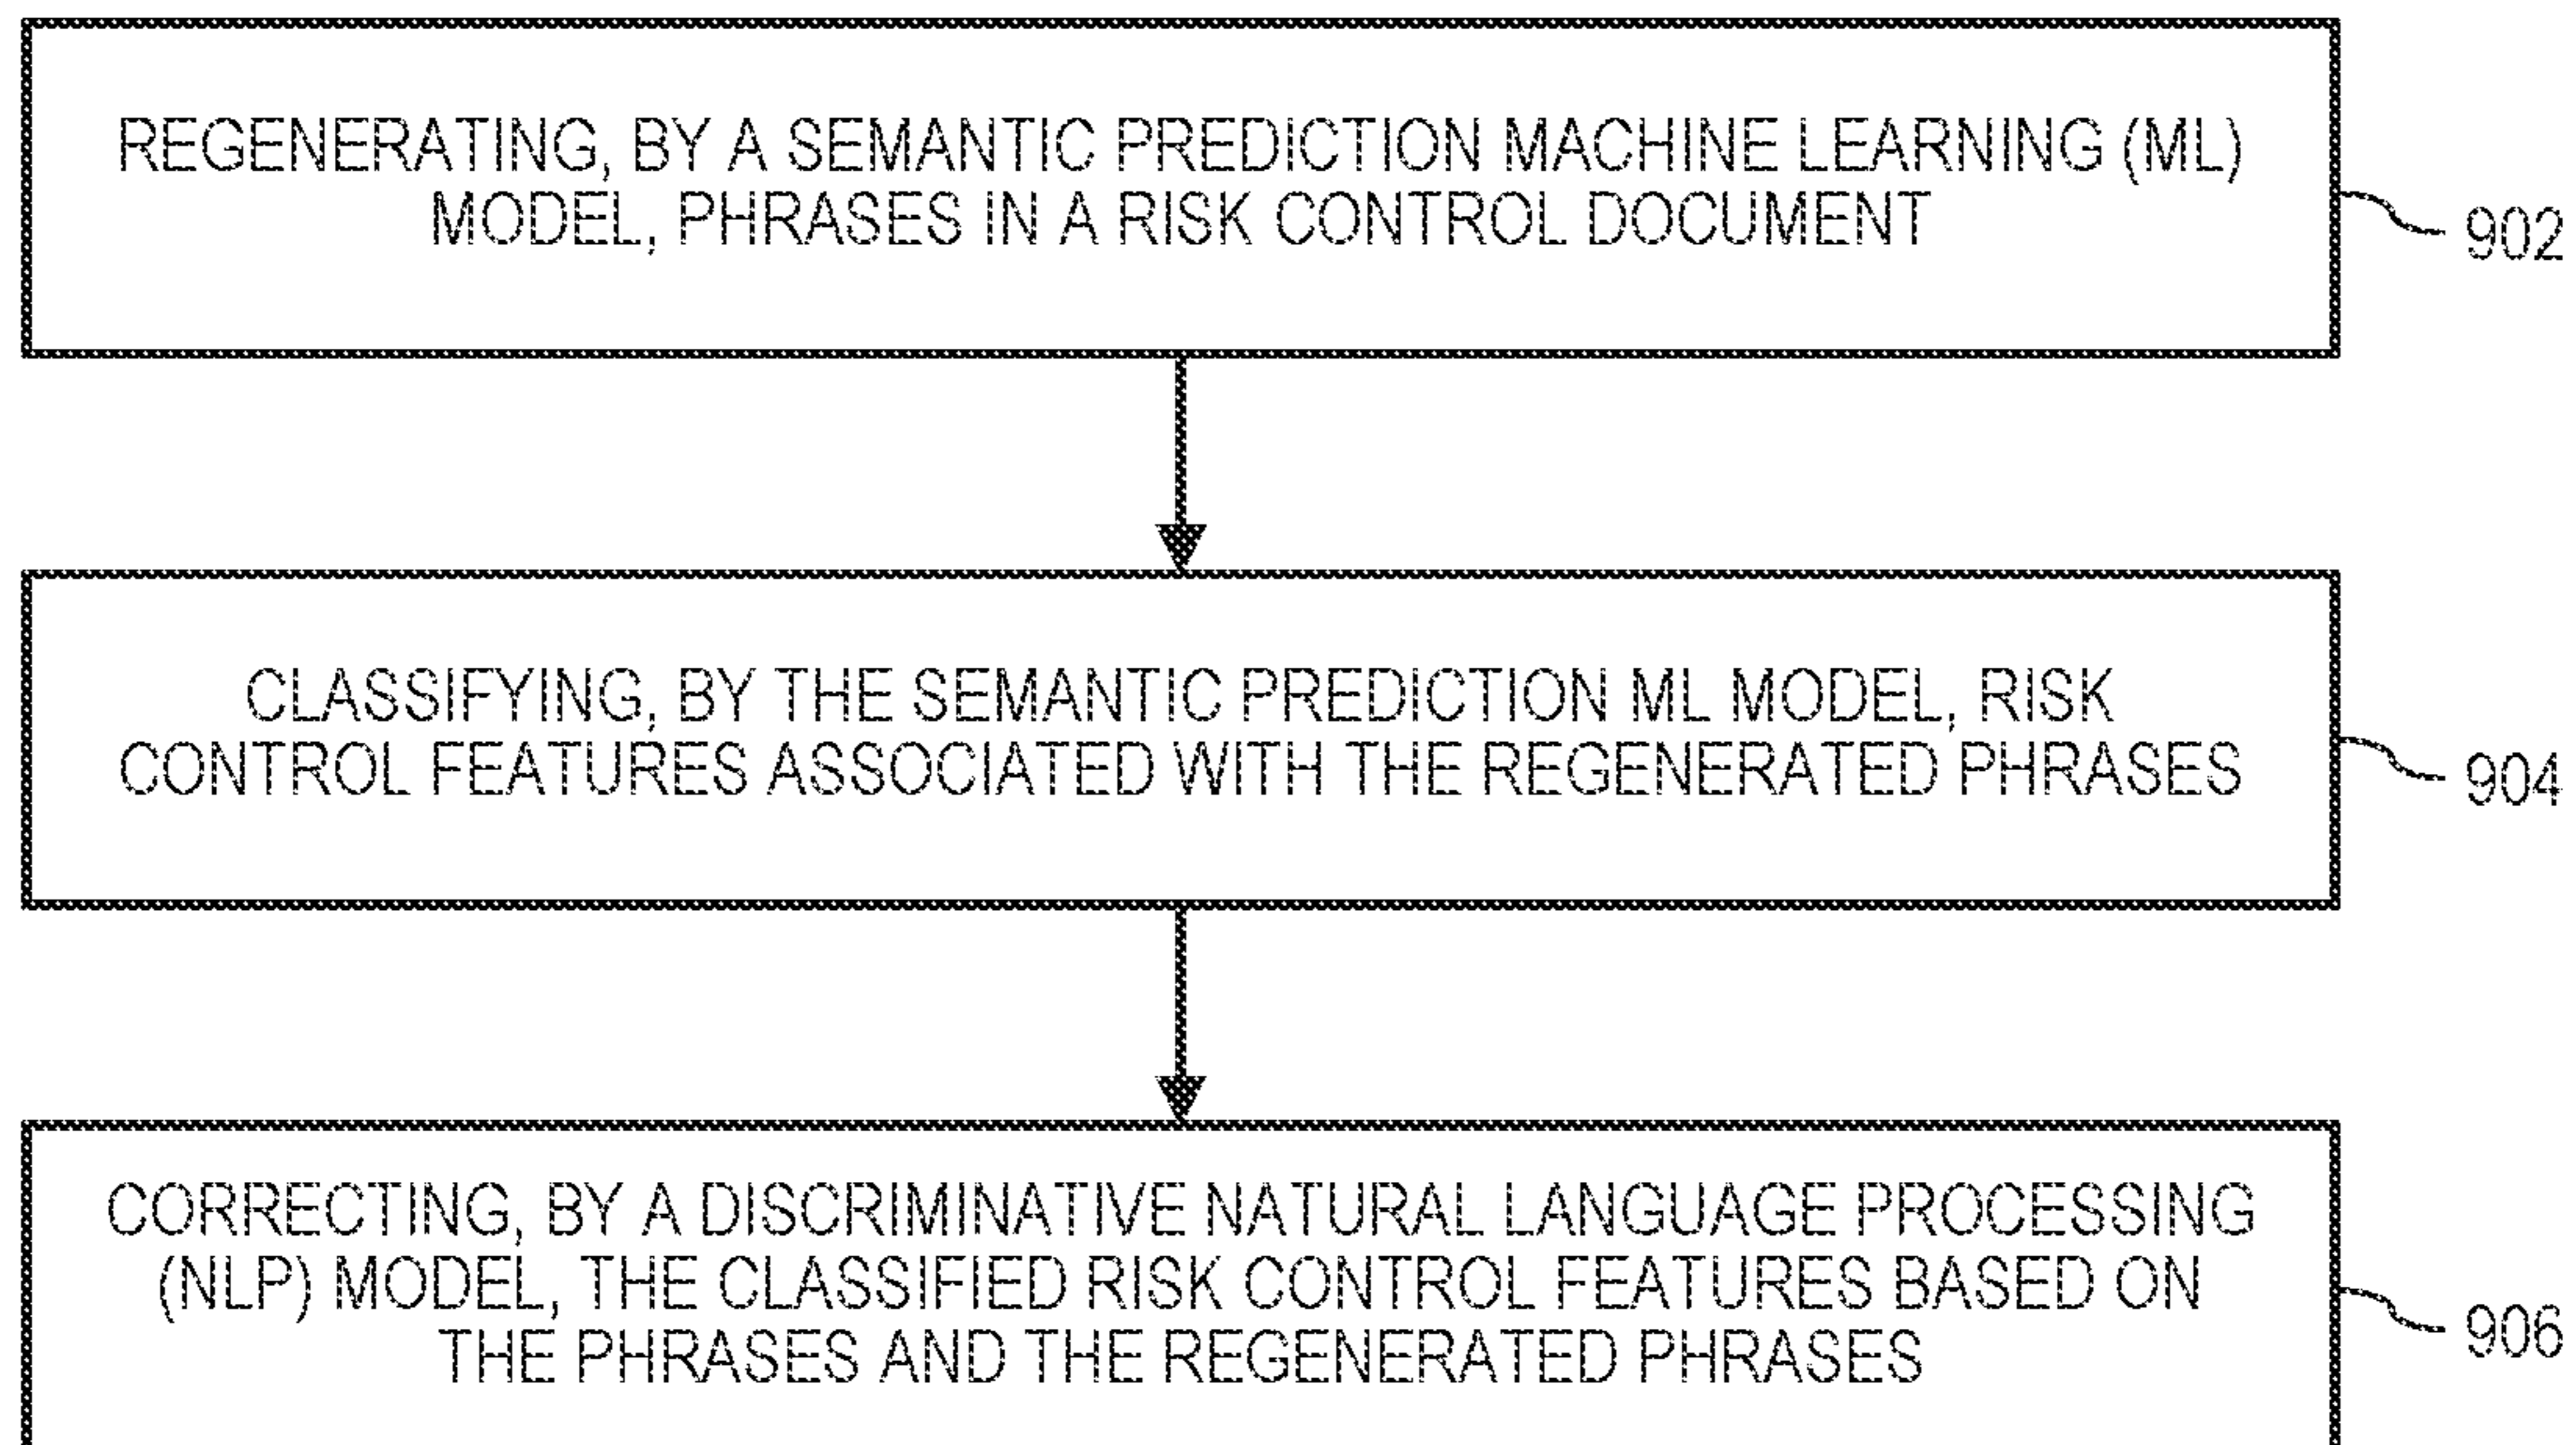 REGENERATING, BY A SEMANTIC PREDICTION MACHINE LEARNING (ML)
MODEL, PHRASES IN A RISK CONTROL DOCUMENT
902
CLASSIFYING, BY THE SEMANTIC PREDICTION ML MODEL, RISK
CONTROL FEATURES ASSOCIATED WITH THE REGENERATED PHRASES
904
CORRECTING, BY A DISCRIMINATIVE NATURAL LANGUAGE PROCESSING
(NLP) MODEL, THE CLASSIFIED RISK CONTROL FEATURES BASED ON
THE PHRASES AND THE REGENERATED PHRASES
906